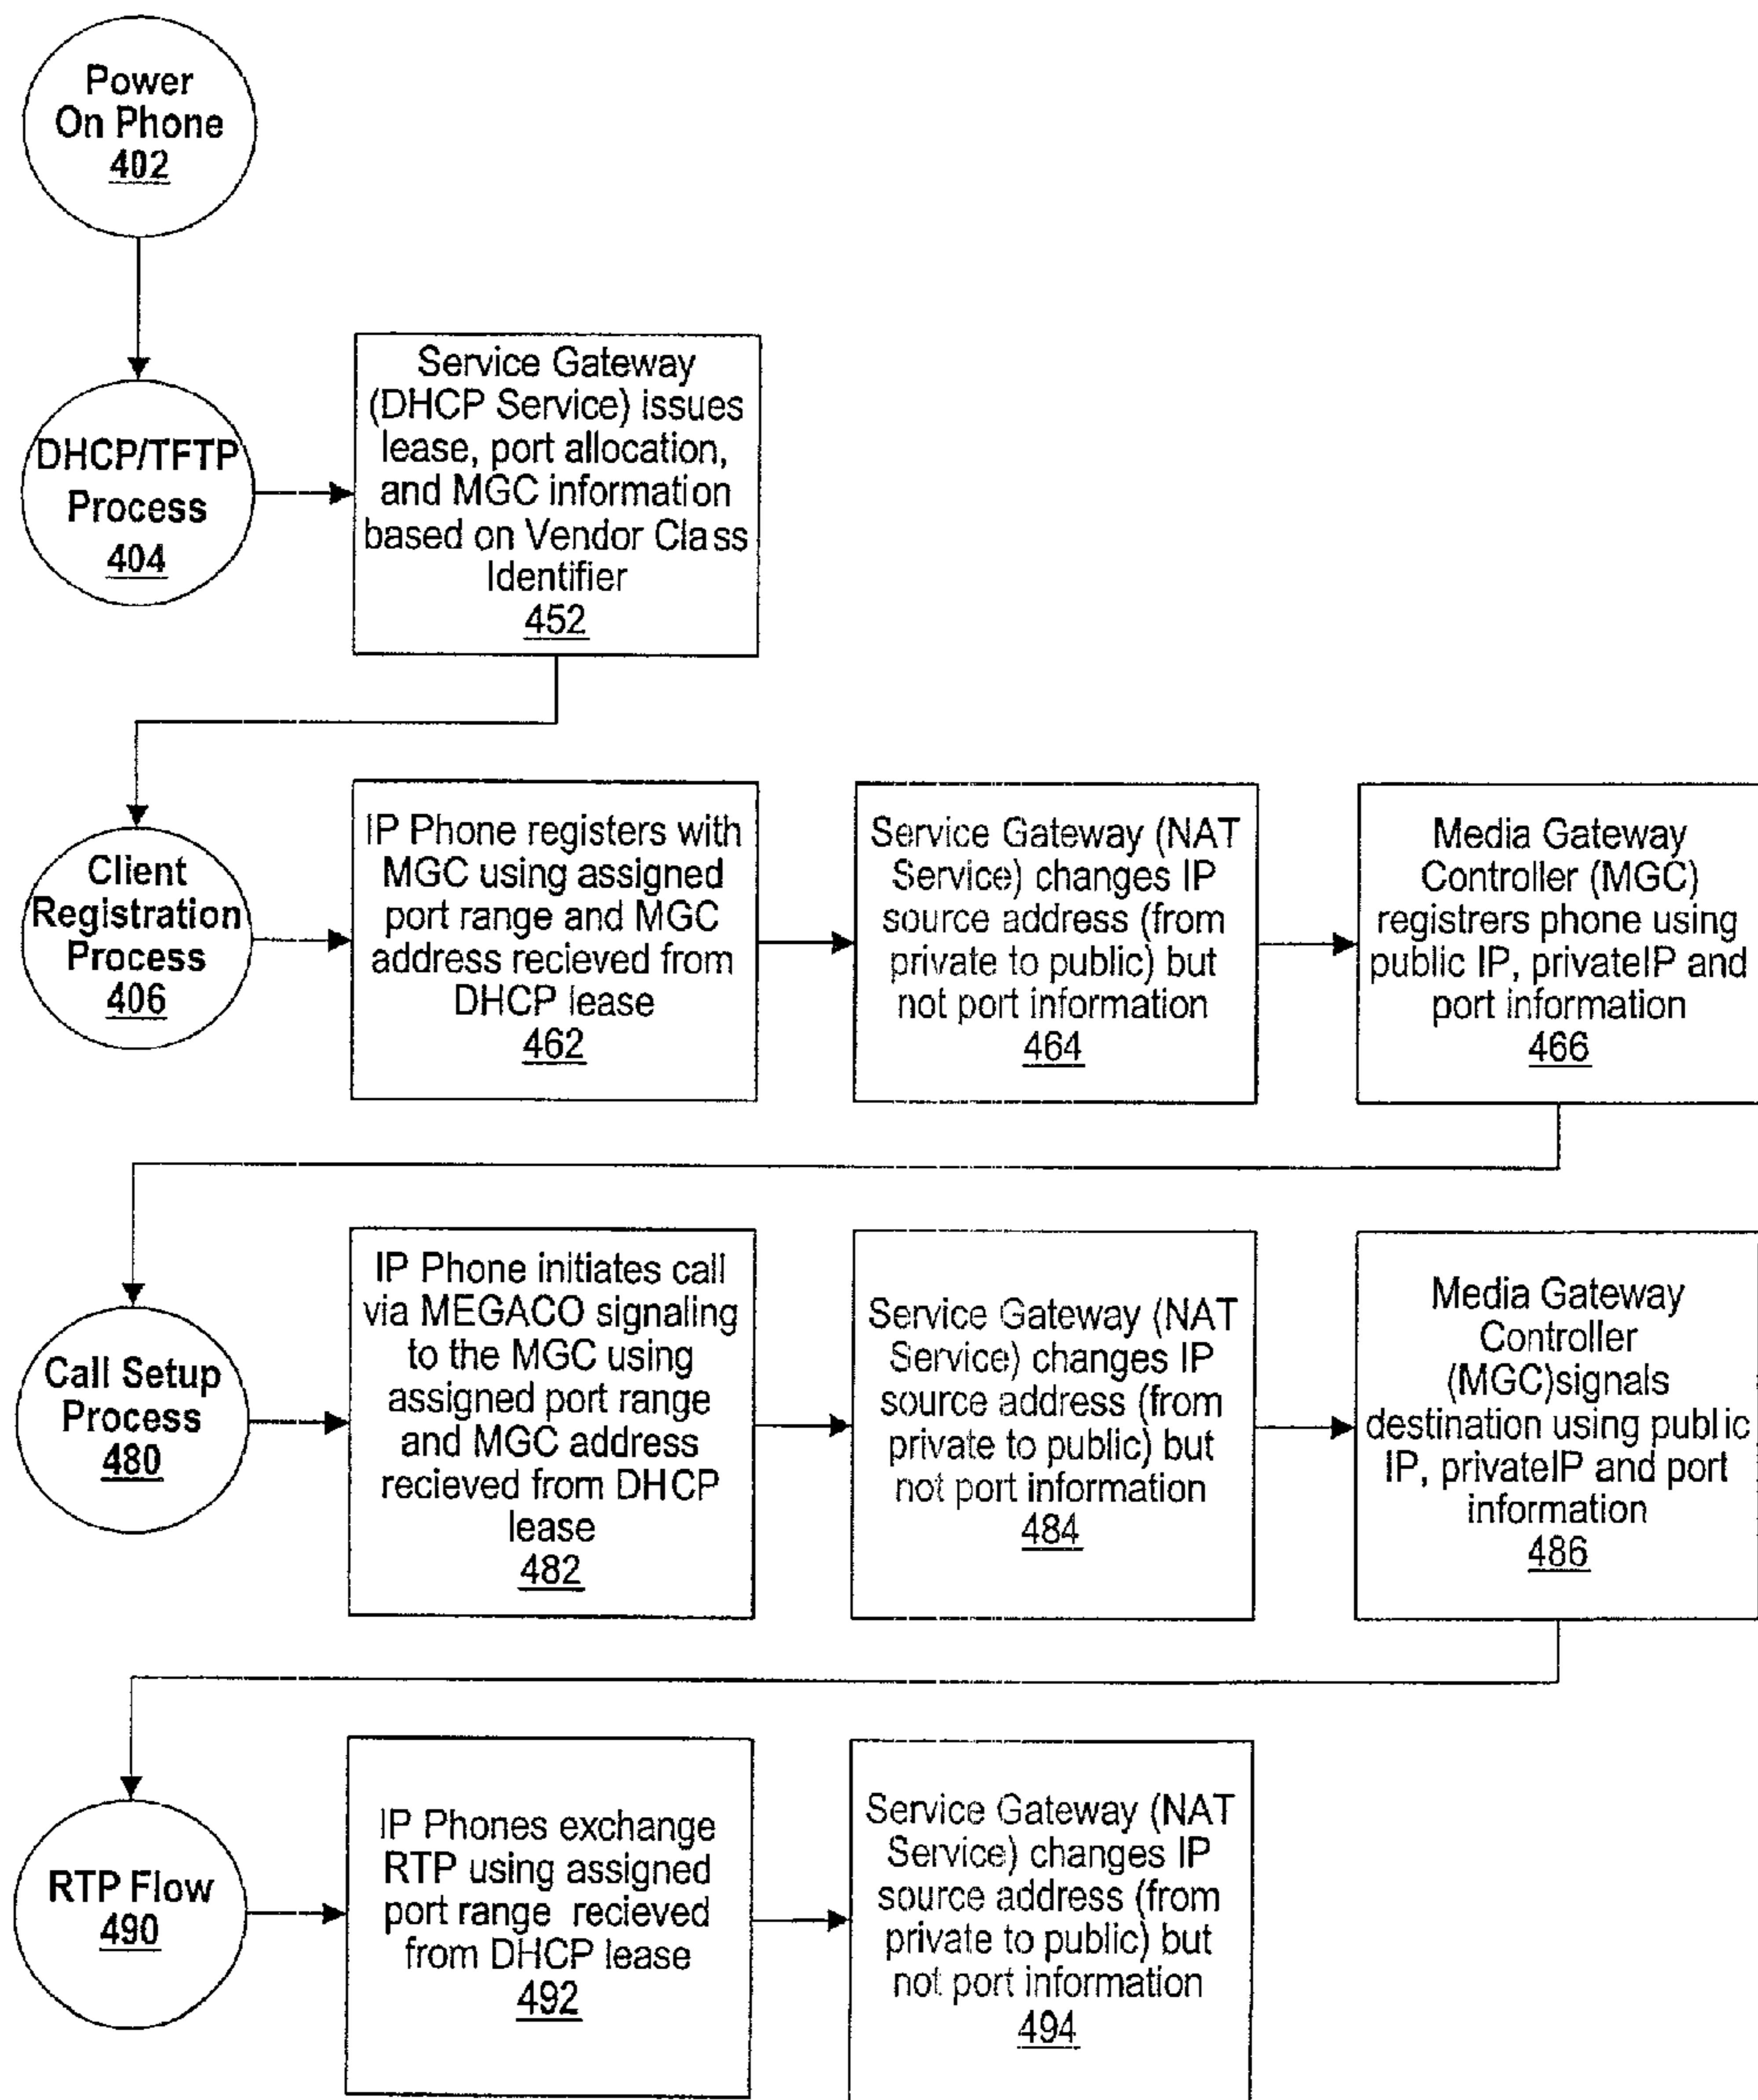 Power
On Phone
402
DHCP/TFTP
Process
404
Service Gateway
(DHCP Service) issues
lease, port allocation,
and MGC information
based on Vendor Class
Identifier
452
Client
Registration
Process
406
IP Phone registers with
MGC using assigned
port range and MGC
address recieved from
DHCP lease
462
Service Gateway (NAT
Service) changes IP
source address (from
private to public) but
not port information
464
Media Gateway
Controller (MGC)
registrers phone using
public IP, privateIP and
port information
466
Call Setup
Process
480
IP Phone initiates call
via MEGACO signaling
to the MGC using
assigned port range
and MGC address
recieved from DHCP
lease
482
Service Gateway (NAT
Service) changes IP
source address (from
private to public) but
not port information
484
Media Gateway
Controller
(MGC)signals
destination using public
IP, privateIP and port
information
486
RTP Flow
490
IP Phones exchange
RTP using assigned
port range recieved
from DHCP lease
492
Service Gateway (NAT
Service) changes IP
source address (from
private to public) but
not port information
494